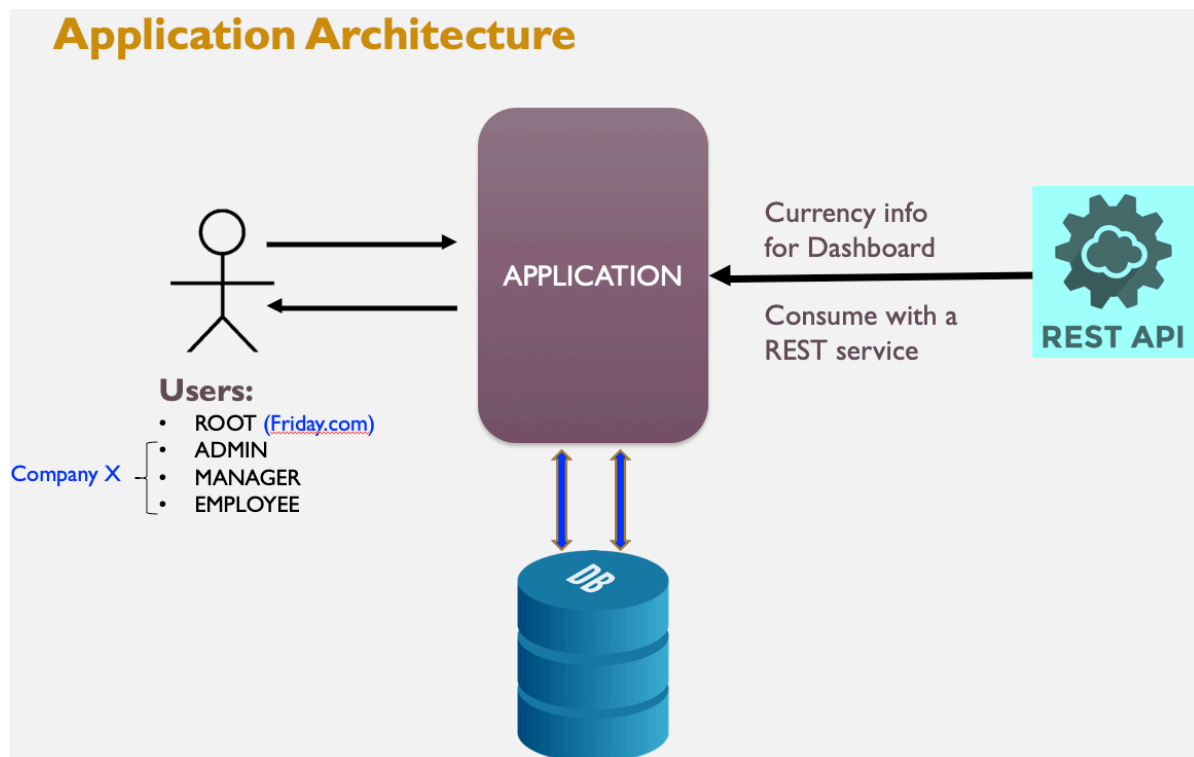 Application Architecture
APPLICATION
Currency info
for Dashboard
Consume with a
REST service
REST API
Users:
• ROOT (Friday.com)
• ADMIN
• MANAGER
• EMPLOYEE
Company X
DB